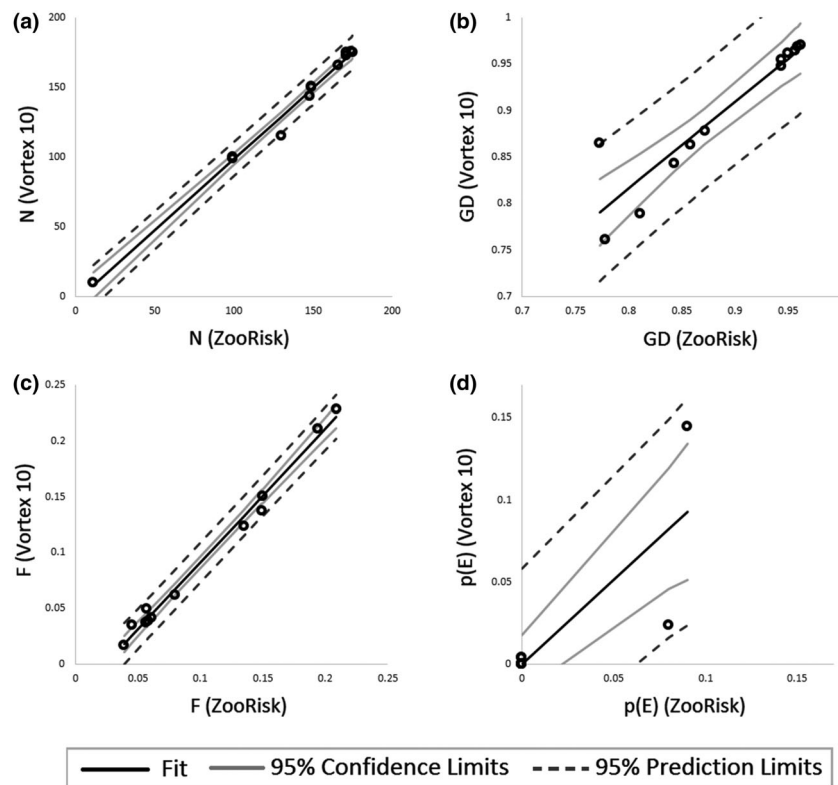 (a)
200
150
100
50
0
N (Vortex 10)
0 50 100 150 200
N (ZooRisk)
(b)
1
0.95
0.9
0.85
0.8
0.75
0.7
GD (Vortex 10)
0.7 0.75 0.8 0.85 0.9 0.95
GD (ZooRisk)
(c)
0.25
0.2
0.15
0.1
0.05
0
F (Vortex 10)
0 0.05 0.1 0.15 0.2 0.25
F (ZooRisk)
(d)
0.15
0.1
0.05
0
p(E) (Vortex 10)
0 0.05 0.1 0.15
p(E) (ZooRisk)
Fit 95% Confidence Limits 95% Prediction Limits